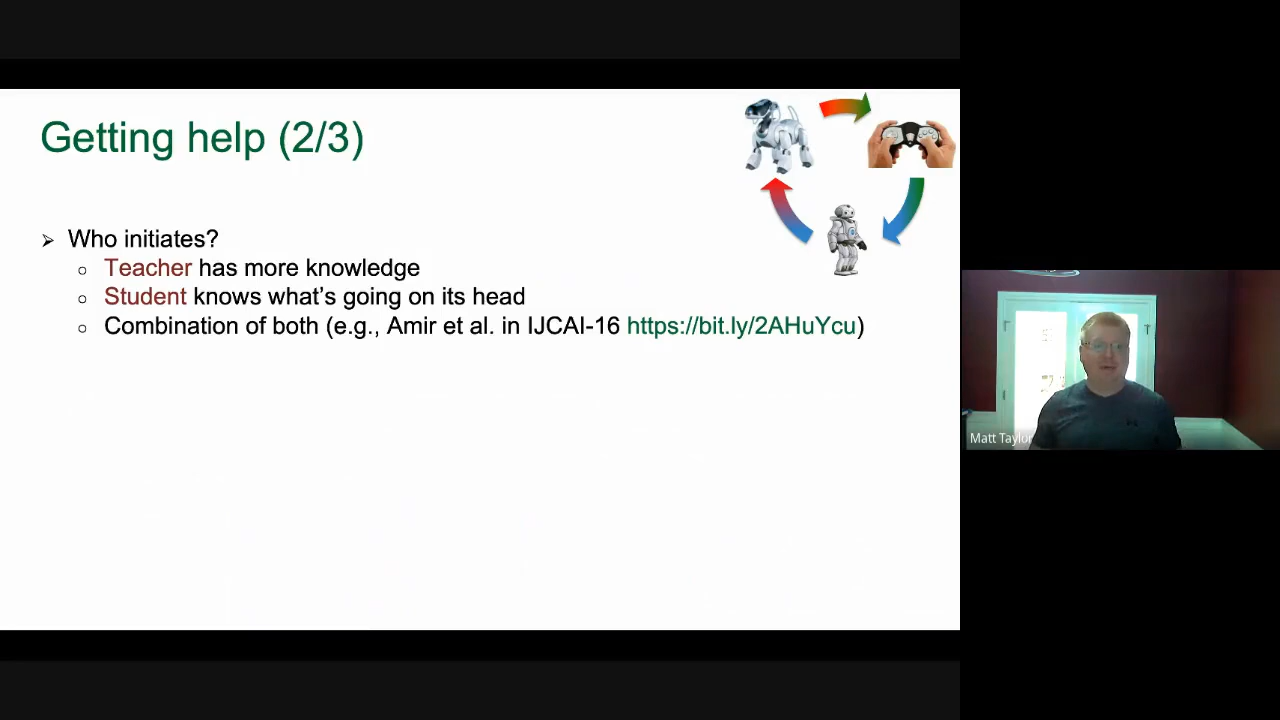 Getting help (2/3)
Who initiates?
Teacher has more knowledge
Student knows what's going on its head
Combination of both (e.g., Amir et al. in IJCAI-16 https://bit.ly/2AHuYcu)
Matt Taylor